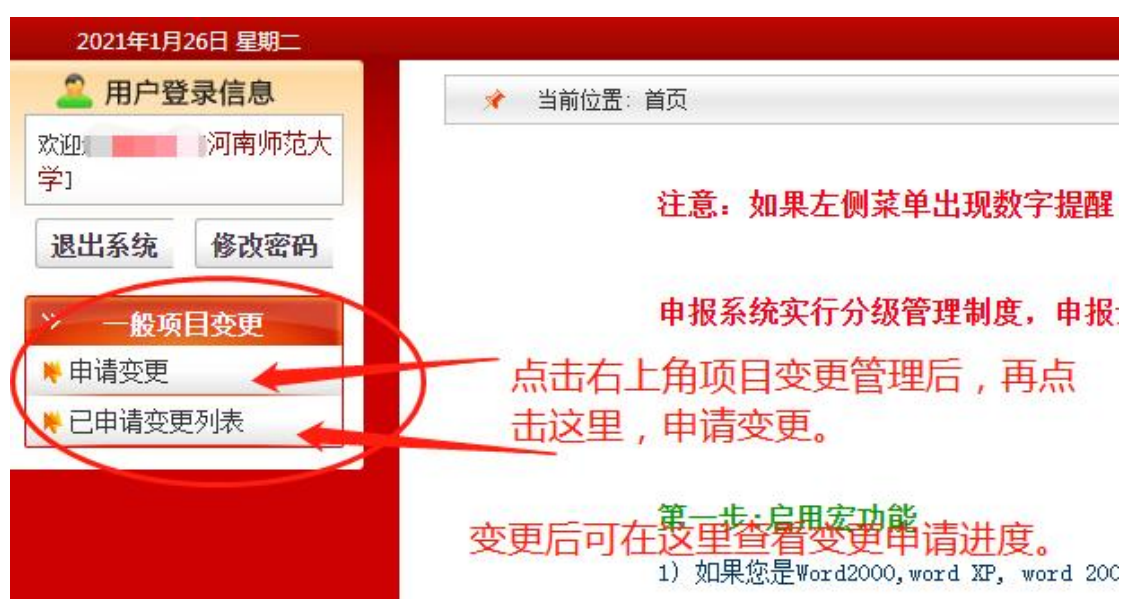 2021年1月26日 星期二
用户登录信息
当前位置：首页
欢迎 河南师范大
学]
注意：如果左侧菜单出现数字提醒
退出系统 修改密码
一般项目变更
申报系统实行分级管理制度，申报
申请变更
点击右上角项目变更管理后，再点
击这里，申请变更。
已申请变更列表
第一步:启用宏功能
变更后可在这里查看变更申请进度。
1) 如果您是Word2000,word XP, word 200